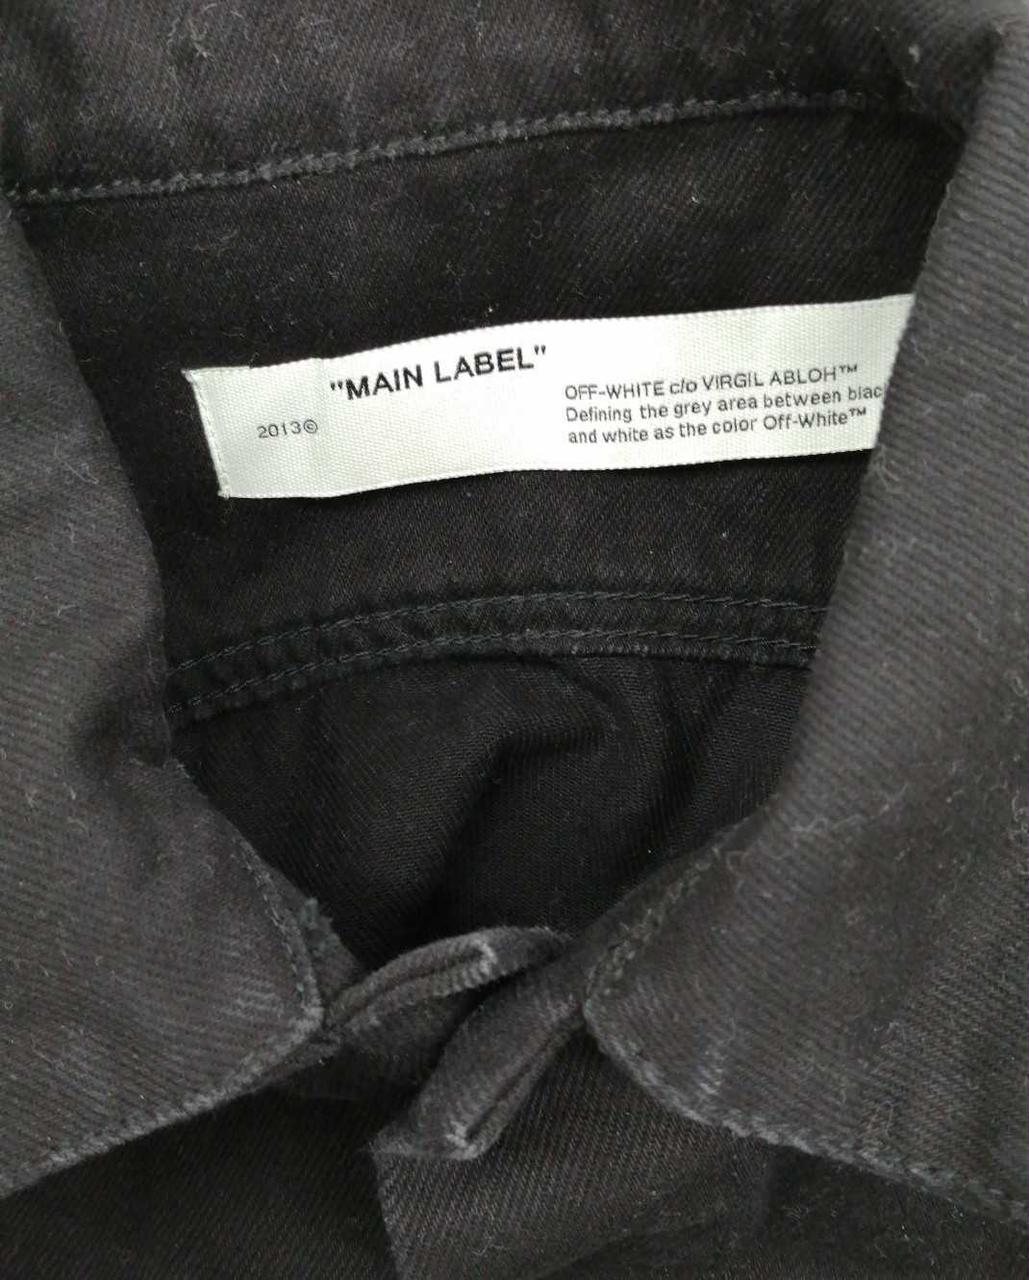 "MAIN LABEL"
2013©
OFF-WHITE c/o VIRGIL ABLOH™
Defining the grey area between blac
and white as the color Off-White™